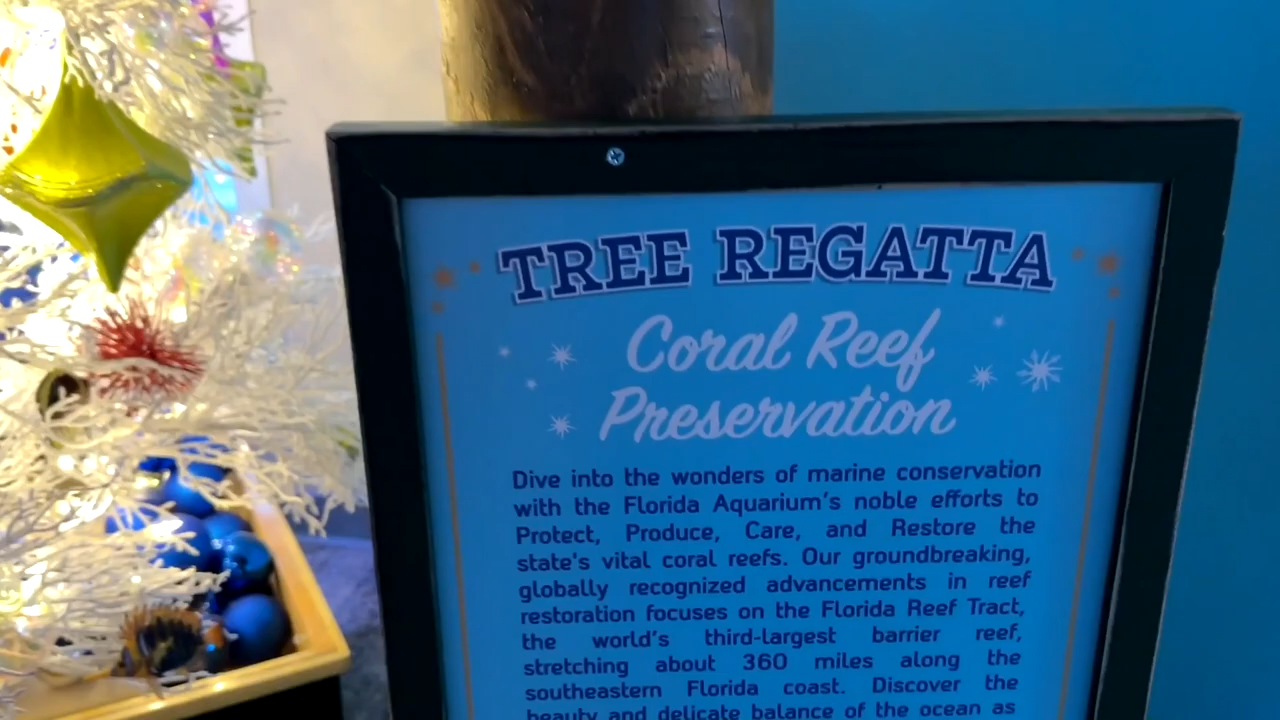 TREE REGATTA
Coral Reef
Preservation
Dive into the wonders of marine conservation
with the Florida Aquarium's noble efforts to
Protect, Produce, Care, and Restore the
state's vital coral reefs. Our groundbreaking,
globally recognized advancements in reef
restoration focuses on the Florida Reef Tract,
the world's third-largest barrier reef,
stretching about 360 miles along the
southeastern Florida coast. Discover the
beauty and delicate balance of the ocean as